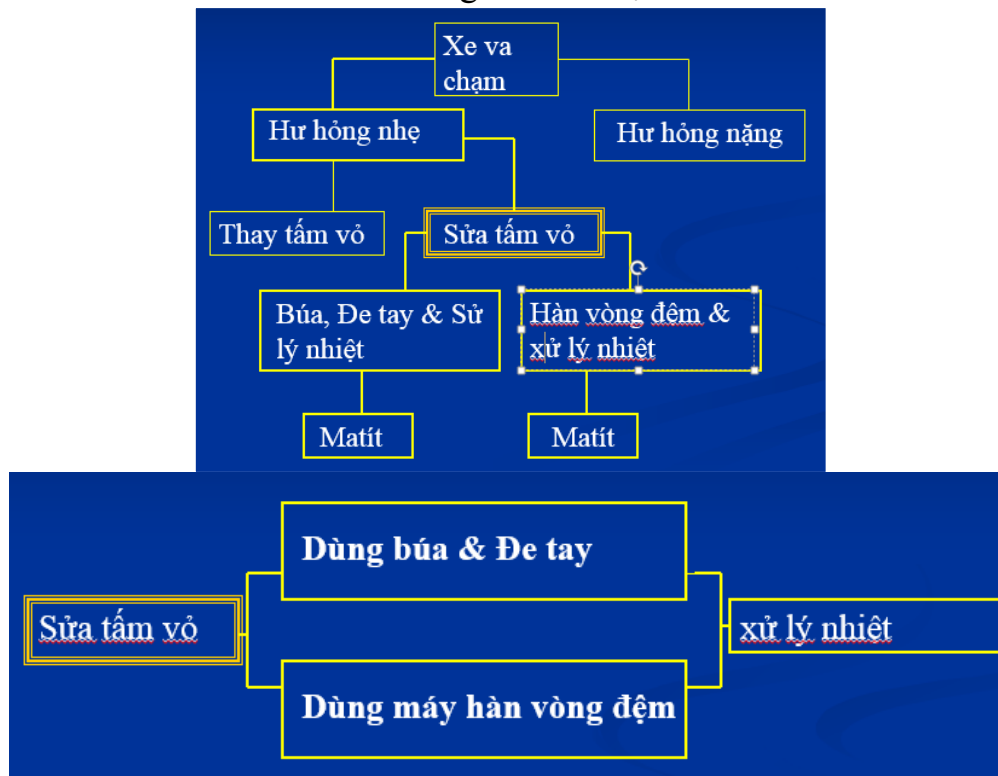 Xe va
chạm
Hư hỏng nhẹ
Hư hỏng nặng
Thay tấm vỏ
Sửa tấm vỏ
Búa, Đe tay & Sử
lý nhiệt
Hàn vòng đệm &
xử lý nhiệt
Matít
Matít
Dùng búa & Đe tay
Sửa tấm vỏ
xử lý nhiệt
Dùng máy hàn vòng đệm